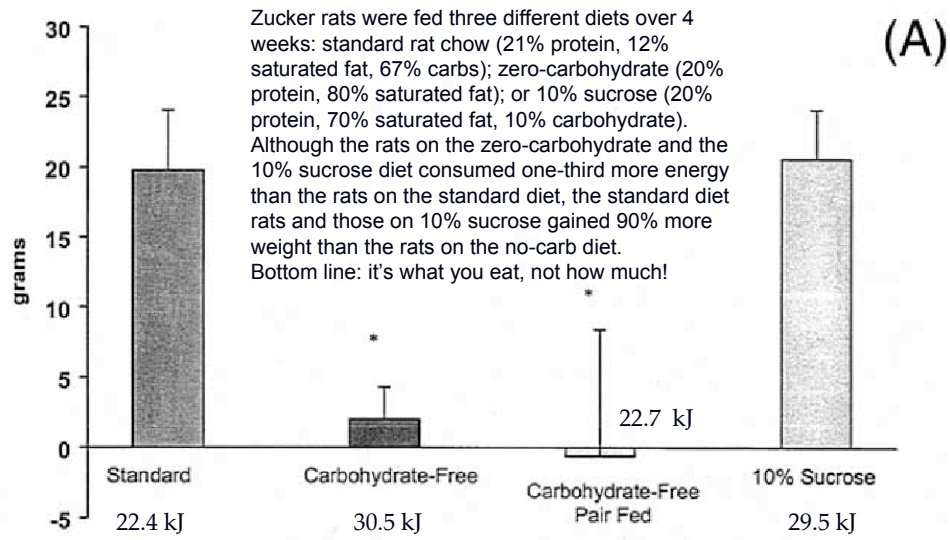 Zucker rats were fed three different diets over 4
weeks: standard rat chow (21% protein, 12%
saturated fat, 67% carbs); zero-carbohydrate (20%
protein, 80% saturated fat); or 10% sucrose (20%
protein, 70% saturated fat, 10% carbohydrate).
Although the rats on the zero-carbohydrate and the
10% sucrose diet consumed one-third more energy
than the rats on the standard diet, the standard diet
rats and those on 10% sucrose gained 90% more
weight than the rats on the no-carb diet.
Bottom line: it's what you eat, not how much!
(A)
grams
30
25
20
15
10
5
0
-5
*
*
22.7 kJ
Standard
Carbohydrate-Free
Carbohydrate-Free
Pair Fed
10% Sucrose
22.4 kJ
30.5 kJ
29.5 kJ